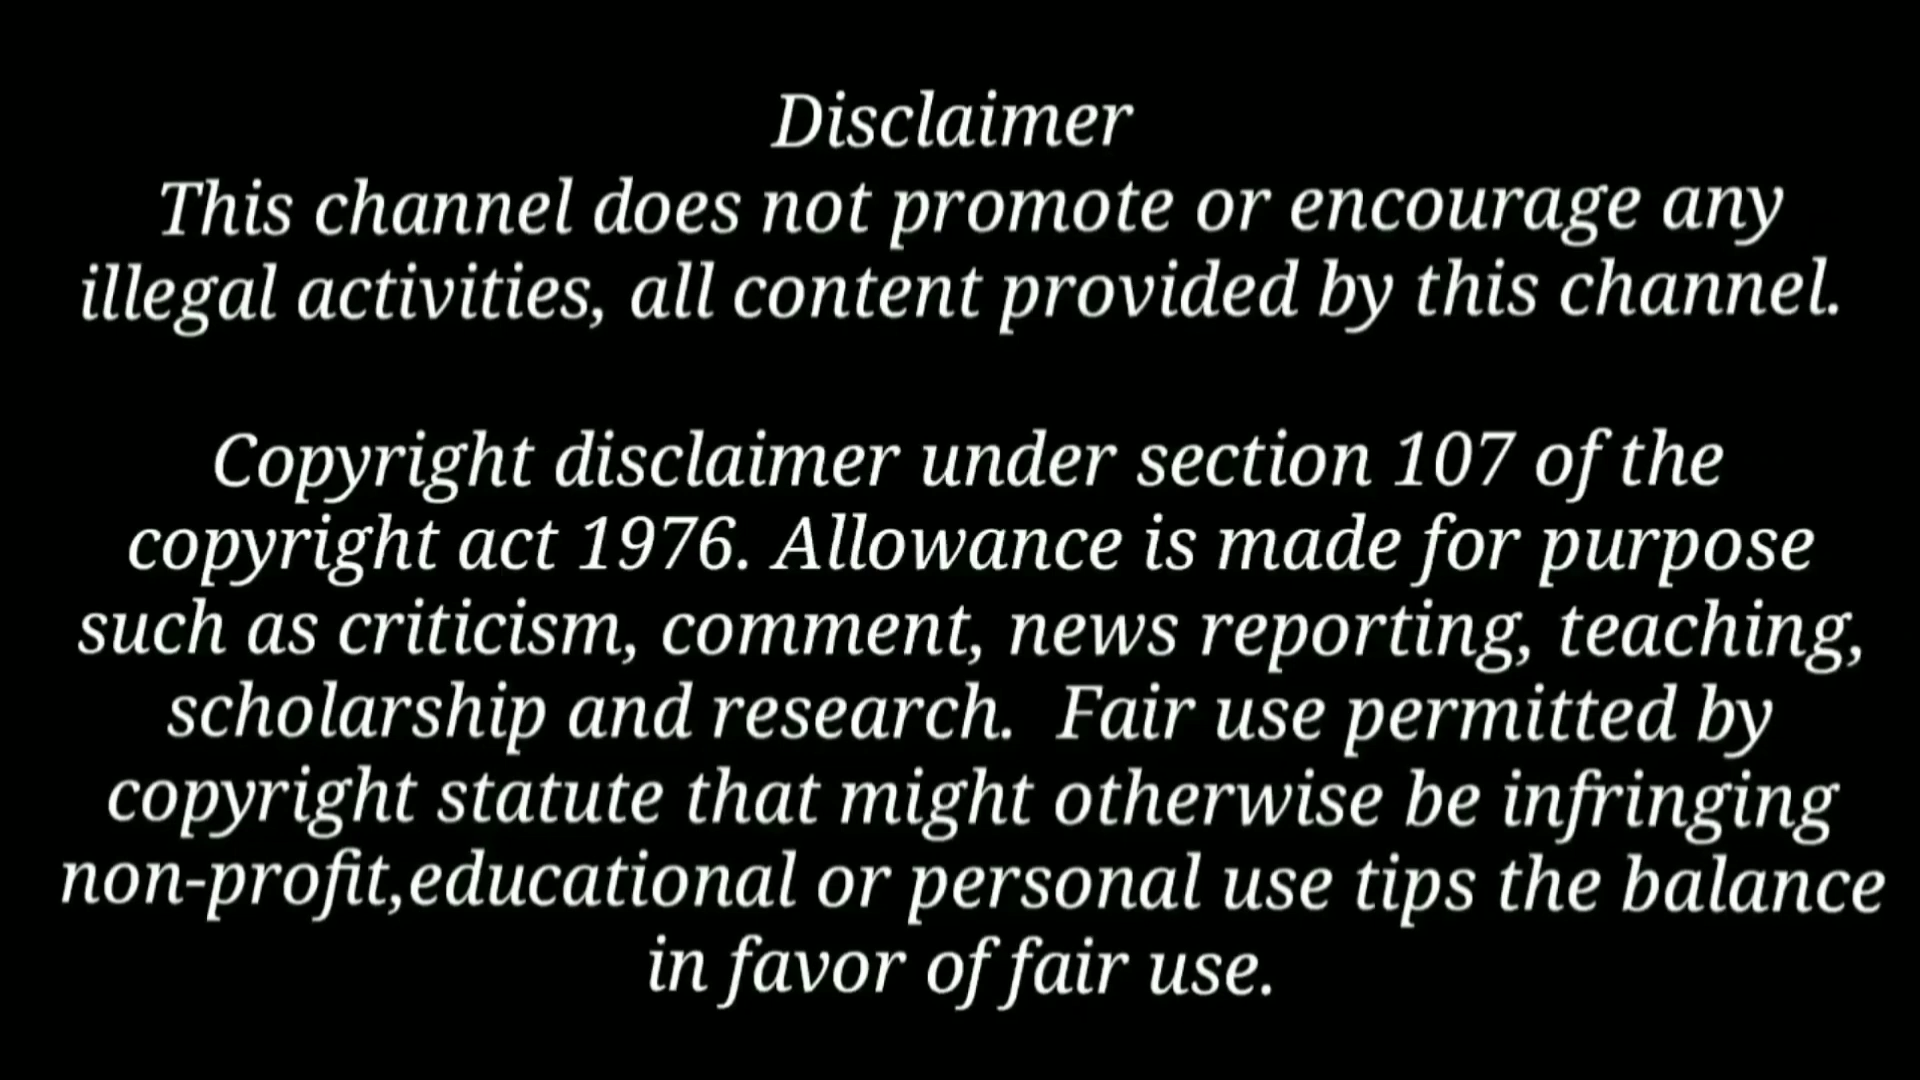 Disclaimer
This channel does not promote or encourage any
illegal activities, all content provided by this channel.
Copyright disclaimer under section 107 of the
copyright act 1976. Allowance is made for purpose
such as criticism, comment, news reporting, teaching,
scholarship and research.  Fair use permitted by
copyright statute that might otherwise be infringing
non-profit,educational or personal use tips the balance
in favor of fair use.